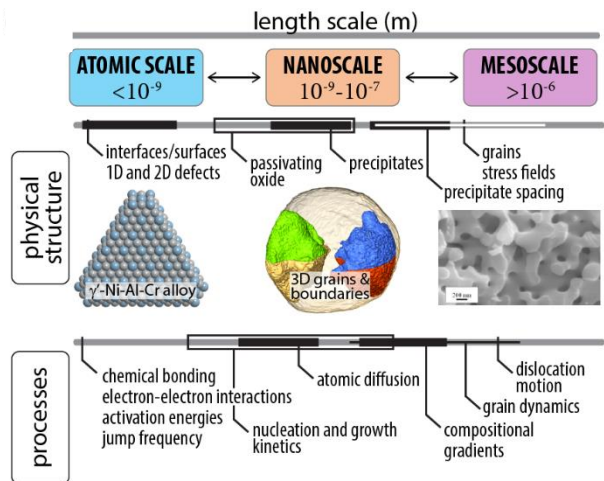 length scale (m)
ATOMIC SCALE
<10⁻⁹
NANOSCALE
10⁻⁹-10⁻⁷
MESOSCALE
>10⁻⁶
physical
structure
interfaces/surfaces
1D and 2D defects
passivating
oxide
precipitates
grains
stress fields
precipitate spacing
γ'-Ni-Al-Cr alloy
3D grains &
boundaries
200 nm
processes
chemical bonding
electron-electron interactions
activation energies
jump frequency
nucleation and growth
kinetics
atomic diffusion
compositional
gradients
grain dynamics
dislocation
motion